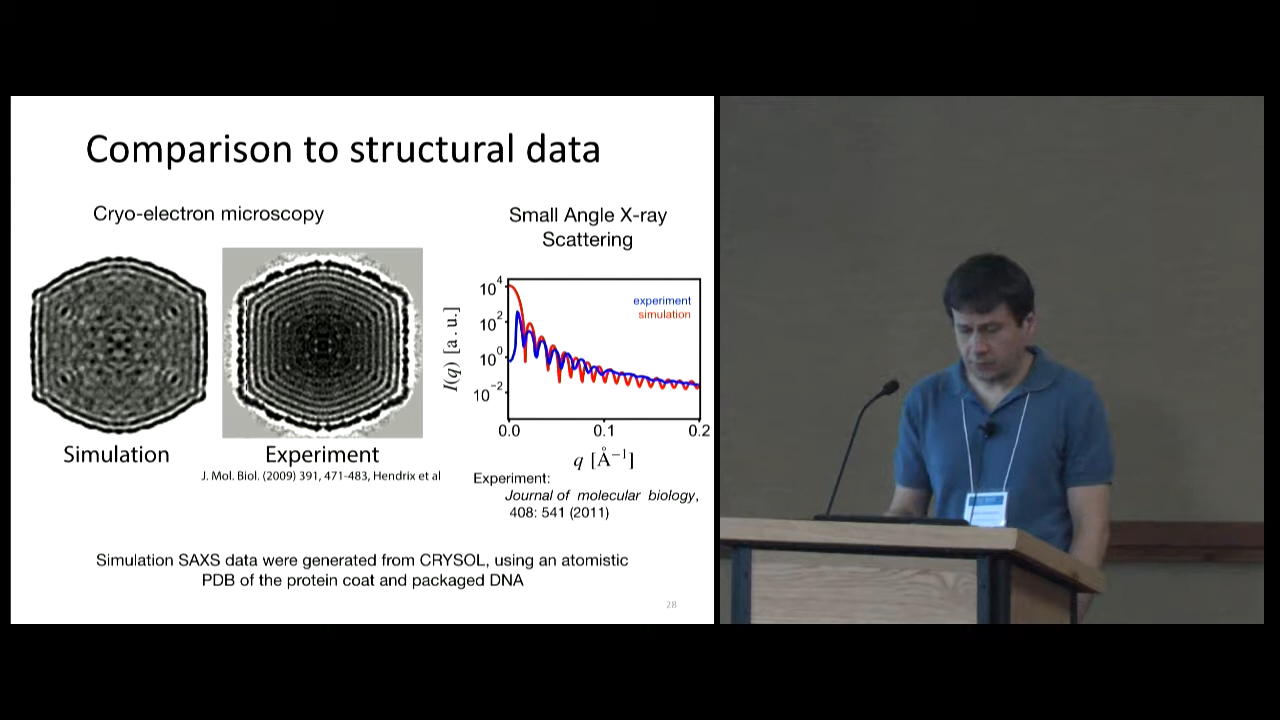 Comparison to structural data
Cryo-electron microscopy
Small Angle X-ray
Scattering
10⁴
10²
10⁰
10⁻²
I(q) [a.u.]
experiment
simulation
0.0 0.1 0.2
q [Å⁻¹]
Simulation
Experiment
J. Mol. Biol. (2009) 391, 471-483, Hendrix et al
Experiment:
Journal of molecular biology,
408: 541 (2011)
Simulation SAXS data were generated from CRYSOL, using an atomistic
PDB of the protein coat and packaged DNA
28